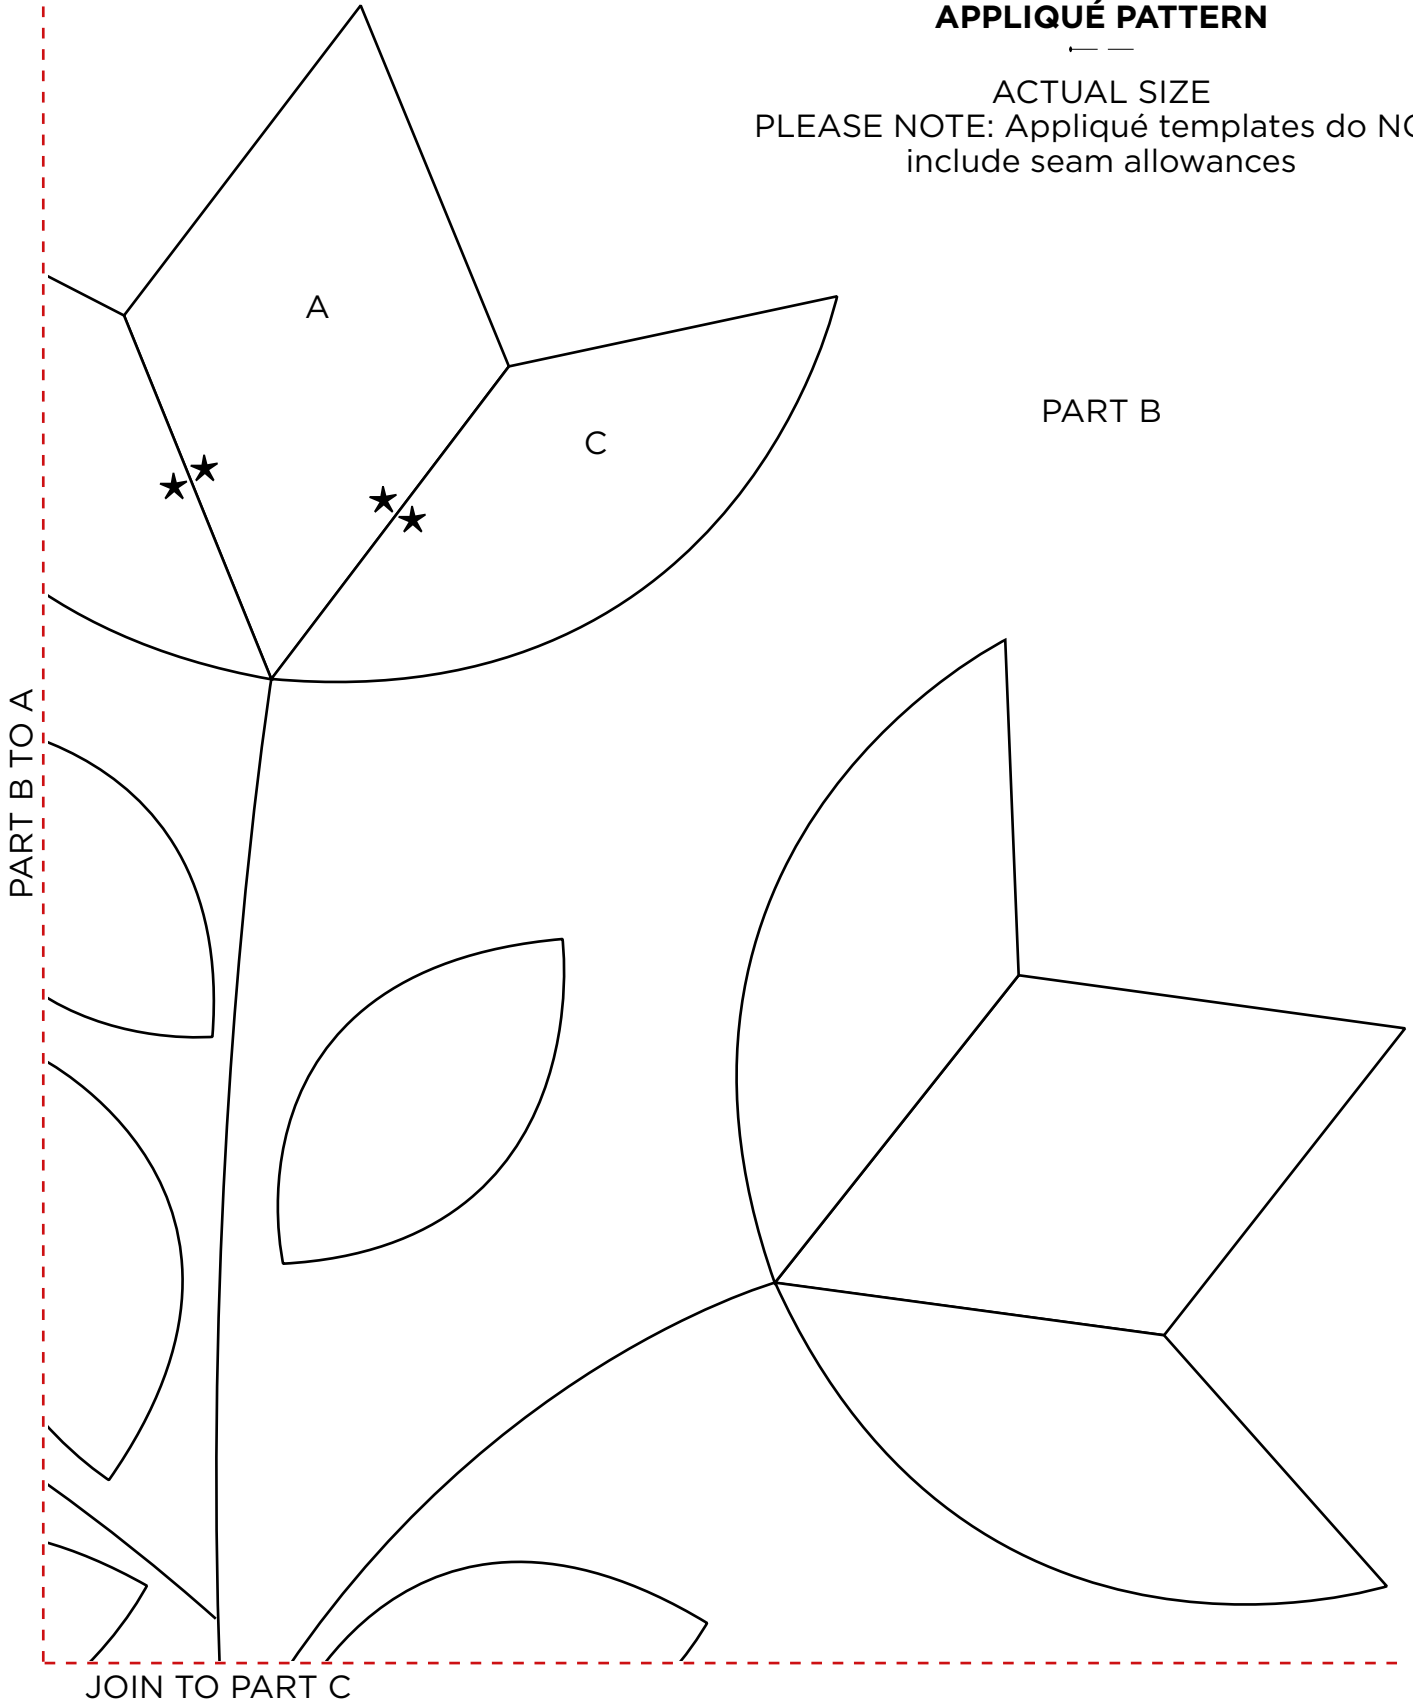 APPLIQUÉ PATTERN
ACTUAL SIZE
PLEASE NOTE: Appliqué templates do
include seam allowances
A
C
PART B
PART B TO A
JOIN TO PART C